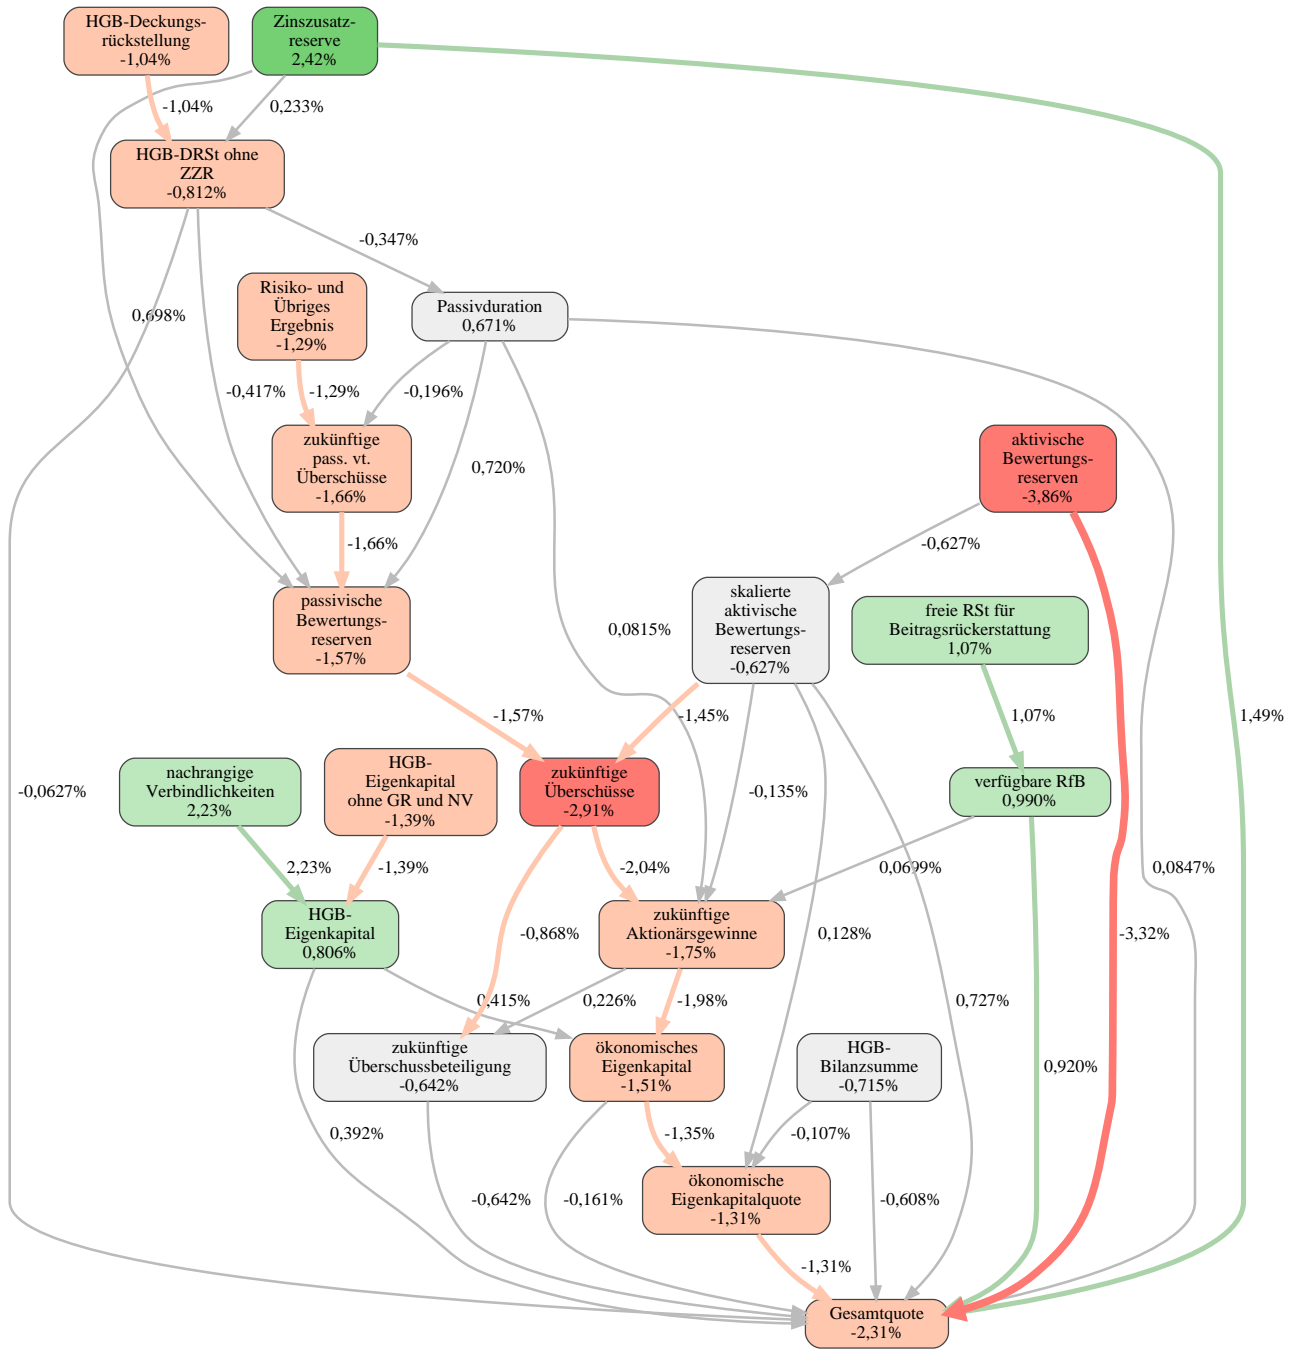 HGB-Deckungs-
rückstellung
-1,04%
Zinszusatz-
reserve
2,42%
-1,04%
0,233%
HGB-DRSt ohne
ZZR
-0,812%
-0,347%
Risiko- und
Übriges
Ergebnis
-1,29%
Passivduration
0,671%
0,698%
-0,417%
-1,29%
-0,196%
zukünftige
pass. vt.
Überschüsse
-1,66%
0,720%
aktivische
Bewertungs-
reserven
-3,86%
-1,66%
-0,627%
passivische
Bewertungs-
reserven
-1,57%
0,0815%
skalierte
aktivische
Bewertungs-
reserven
-0,627%
freie RSt für
Beitragsrückerstattung
1,07%
-1,57%
-1,45%
1,07%
1,49%
-0,0627%
nachrangige
Verbindlichkeiten
2,23%
HGB-
Eigenkapital
ohne GR und NV
-1,39%
zukünftige
Überschüsse
-2,91%
-0,135%
verfügbare RfB
0,990%
2,23%
-1,39%
-2,04%
0,0699%
0,0847%
HGB-
Eigenkapital
0,806%
-0,868%
zukünftige
Aktionärsgewinne
-1,75%
0,128%
-3,32%
0,415%
0,226%
-1,98%
0,727%
zukünftige
Überschussbeteiligung
-0,642%
ökonomisches
Eigenkapital
-1,51%
HGB-
Bilanzsumme
-0,715%
0,920%
0,392%
-1,35%
-0,107%
-0,642%
-0,161%
ökonomische
Eigenkapitalquote
-1,31%
-0,608%
-1,31%
Gesamtquote
-2,31%